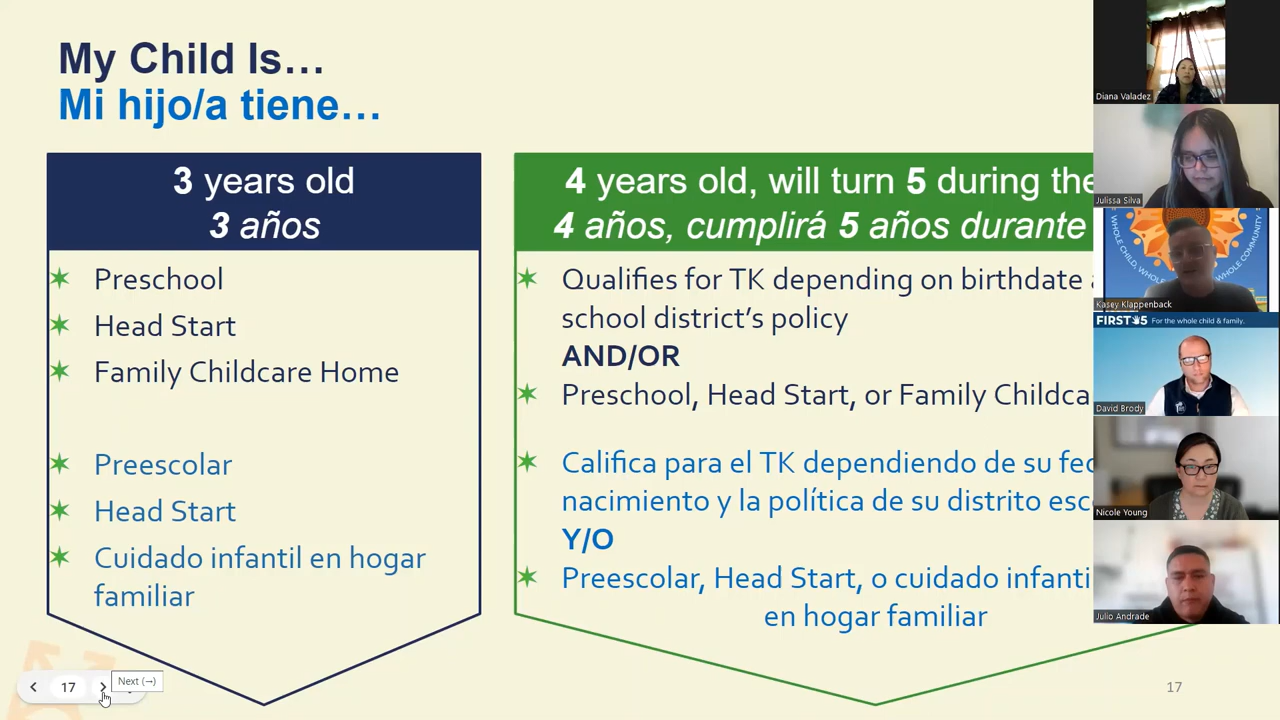 My Child Is…
Mi hijo/a tiene…
3 years old
3 años
Preschool
Head Start
Family Childcare Home
Preescolar
Head Start
Cuidado infantil en hogar
familiar
4 years old, will turn 5 during the
4 años, cumplirá 5 años durante
Qualifies for TK depending on birthdate
school district’s policy
AND/OR
Preschool, Head Start, or Family Childca
Califica para el TK dependiendo de su fec
nacimiento y la política de su distrito esc
Y/O
Preescolar, Head Start, o cuidado infanti
en hogar familiar
17
Next (→)
17
Diana Valadez
Julissa Silva
WHOLE CHILD, WHOLE COMMUNITY
Kasey Klappenback
FIRST 5 For the whole child & family.
David Brody
Nicole Young
Julio Andrade